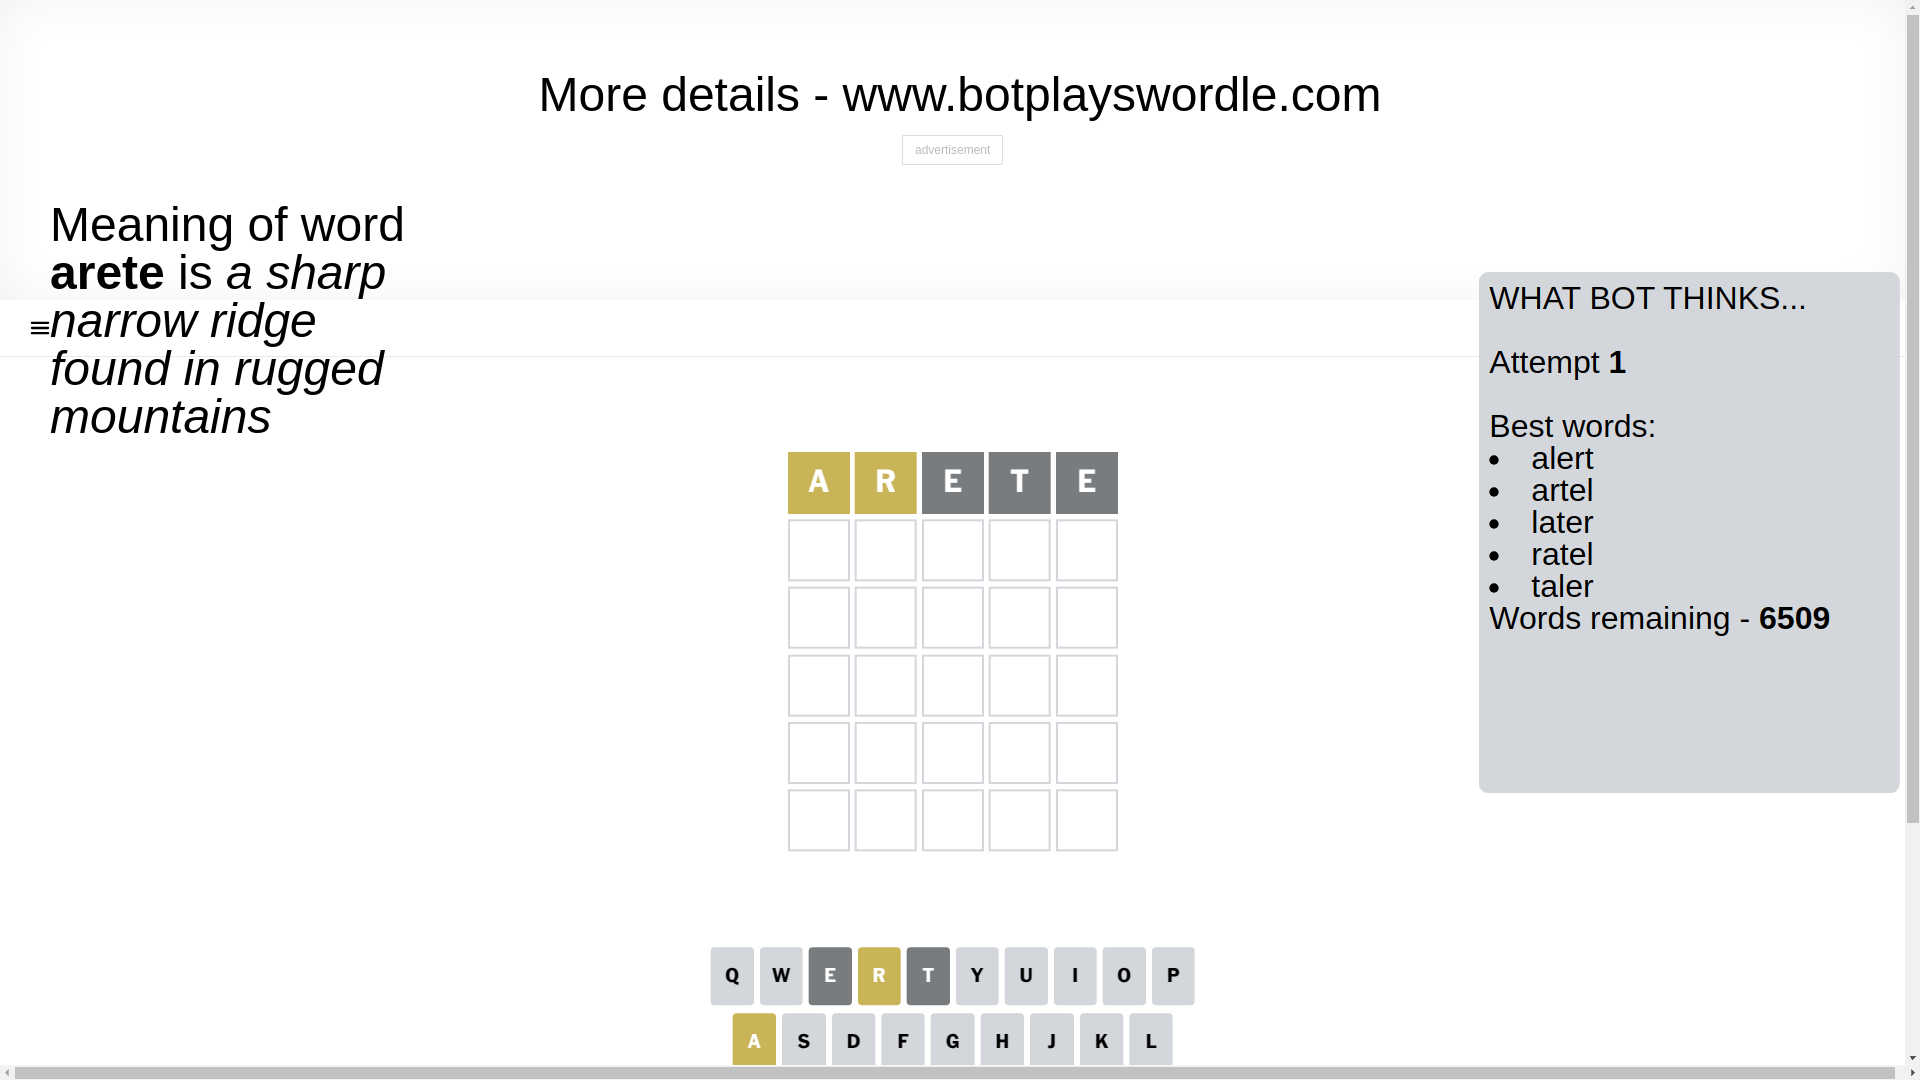 More details - www.botplayswordle.com
advertisement
Meaning of word
arete is a sharp
narrow ridge
found in rugged
mountains
WHAT BOT THINKS...
Attempt 1
Best words:
alert
artel
later
ratel
taler
Words remaining - 6509
A R E T E
Q W E R T Y U I O P
A S D F G H J K L